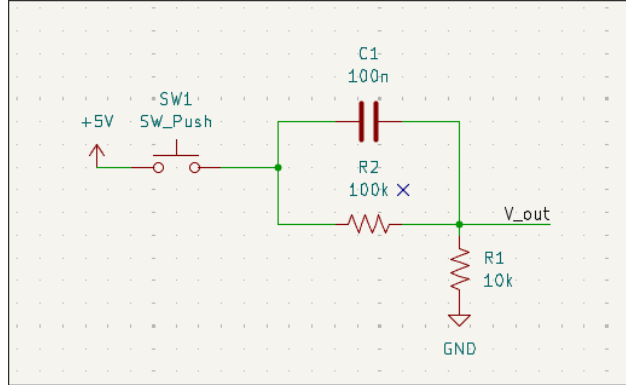 C1
100n
SW1
SW_Push
+5V
R2
100k
V_out
R1
10k
GND